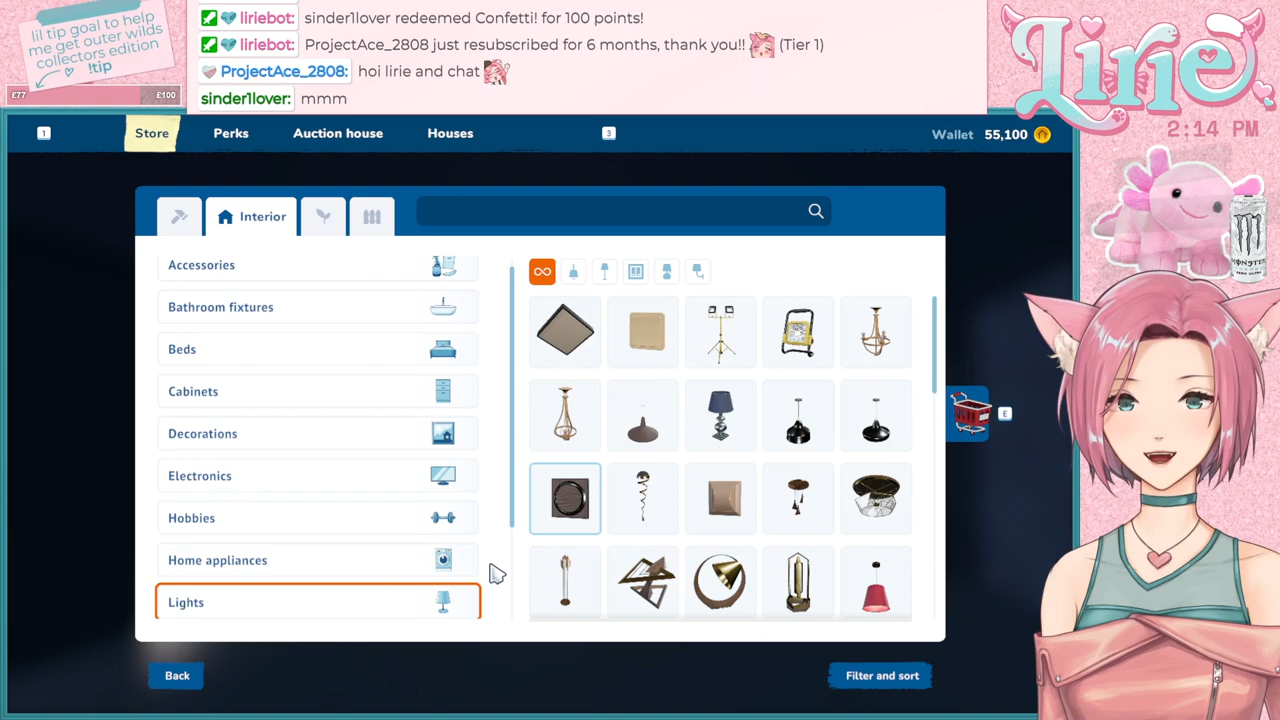 lil tip goal to help
me get outer wilds
collectors edition
!tip
£77
£100
liriebot: sinder1lover redeemed Confetti! for 100 points!
liriebot: ProjectAce_2808 just resubscribed for 6 months, thank you!! (Tier 1)
ProjectAce_2808: hoi lirie and chat
sinder1lover: mmm
Lirie
2:14 PM
1
Store
Perks
Auction house
Houses
3
Wallet 55,100
Interior
Accessories
Bathroom fixtures
Beds
Cabinets
Decorations
Electronics
Hobbies
Home appliances
Lights
E
Back
Filter and sort
MONSTER